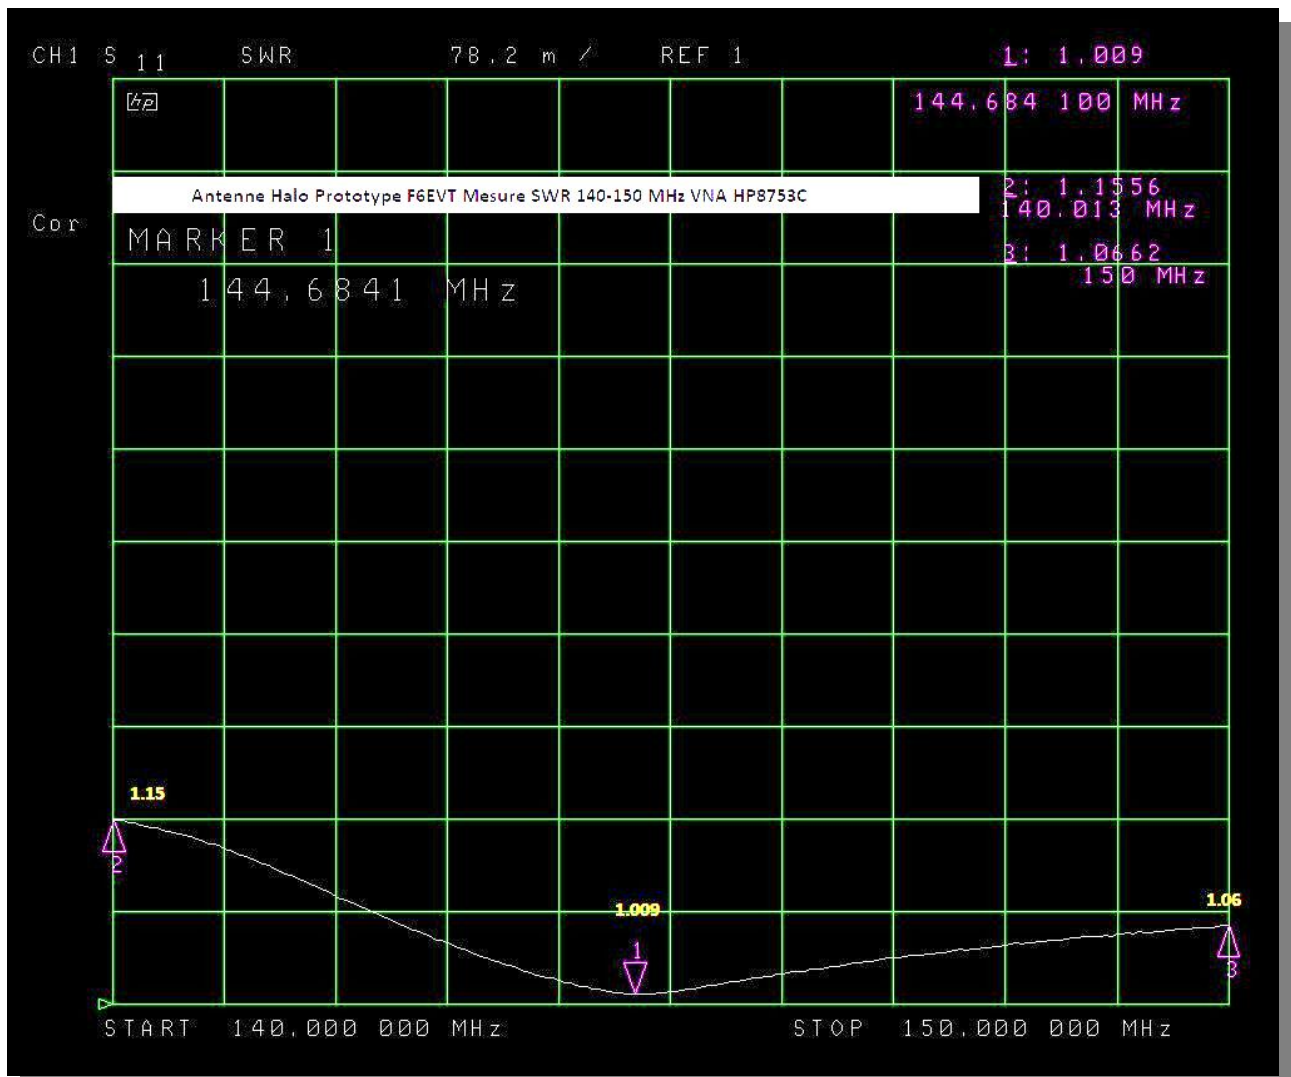 CH1 S 11 SWR 78.2 m / REF 1 1: 1.009
hp 144.684 100 MHz
Antenne Halo Prototype F6EVT Mesure SWR 140-150 MHz VNA HP8753C
2: 1.1556
140.013 MHz
Cor
MARKER 1
3: 1.0662
150 MHz
144.6841 MHz
1.15
2
1.009
1
1.06
3
START 140.000 000 MHz STOP 150.000 000 MHz